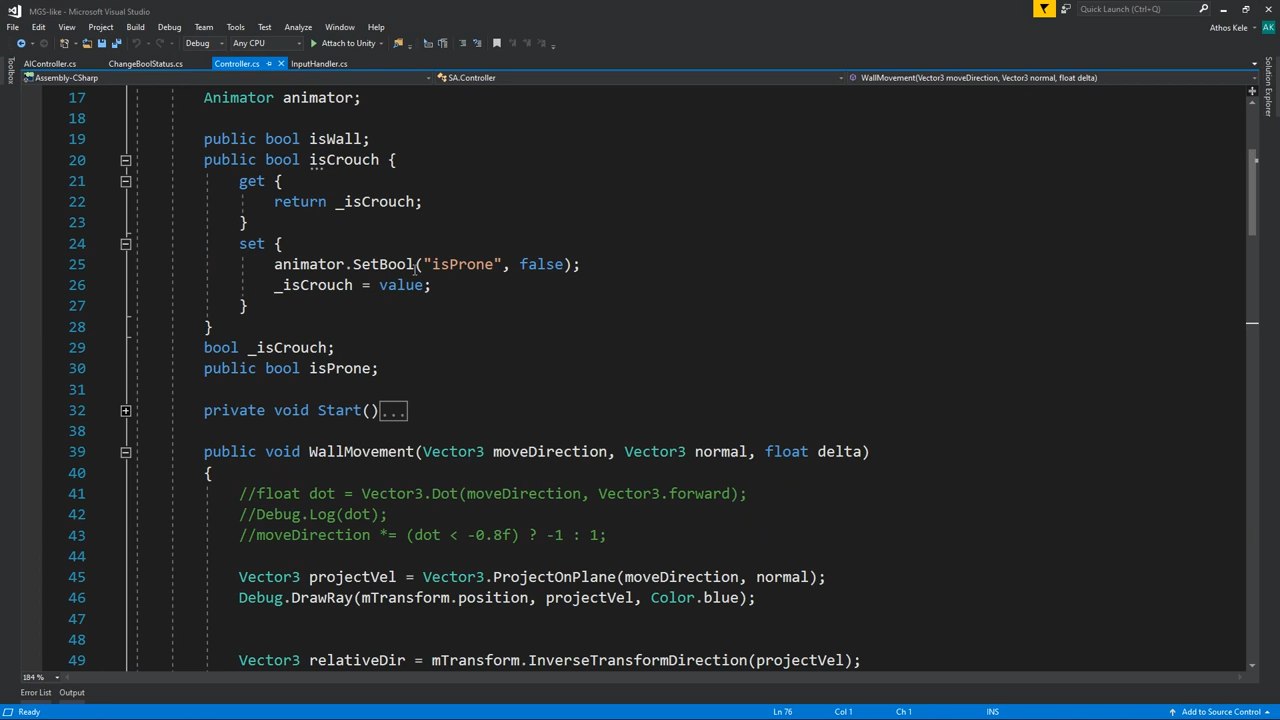 MGS-like - Microsoft Visual Studio
Quick Launch (Ctrl+Q)
File Edit View Project Build Debug Team Tools Test Analyze Window Help
Athos Kele AK
Debug Any CPU Attach to Unity
AIController.cs ChangeBoolStatus.cs Controller.cs InputHandler.cs
Toolbox
Solution Explorer
Assembly-CSharp SA.Controller WallMovement(Vector3 moveDirection, Vector3 normal, float delta)
17 Animator animator;
18
19 public bool isWall;
20 public bool isCrouch {
21 get {
22 return _isCrouch;
23 }
24 set {
25 animator.SetBool("isProne", false);
26 _isCrouch = value;
27 }
28 }
29 bool _isCrouch;
30 public bool isProne;
31
32 private void Start()...
38
39 public void WallMovement(Vector3 moveDirection, Vector3 normal, float delta)
40 {
41 //float dot = Vector3.Dot(moveDirection, Vector3.forward);
42 //Debug.Log(dot);
43 //moveDirection *= (dot < -0.8f) ? -1 : 1;
44
45 Vector3 projectVel = Vector3.ProjectOnPlane(moveDirection, normal);
46 Debug.DrawRay(mTransform.position, projectVel, Color.blue);
47
48
49 Vector3 relativeDir = mTransform.InverseTransformDirection(projectVel);
184 %
Error List Output
Ready Ln 76 Col 1 Ch 1 INS Add to Source Control